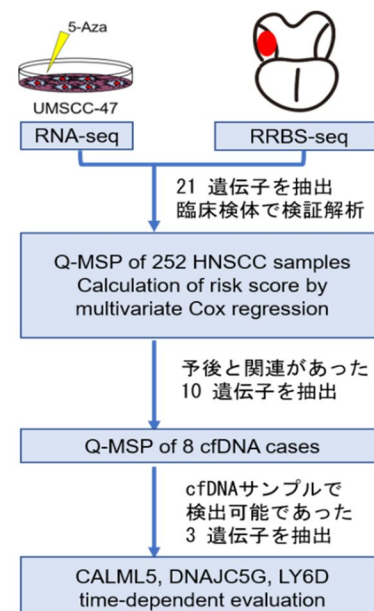 5-Aza
UMSCC-47
RNA-seq
RRBS-seq
21 遺伝子を抽出
臨床検体で検証解析
Q-MSP of 252 HNSCC samples
Calculation of risk score by
multivariate Cox regression
予後と関連があった
10 遺伝子を抽出
Q-MSP of 8 cfDNA cases
cfDNAサンプルで
検出可能であった
3 遺伝子を抽出
CALML5, DNAJC5G, LY6D
time-dependent evaluation